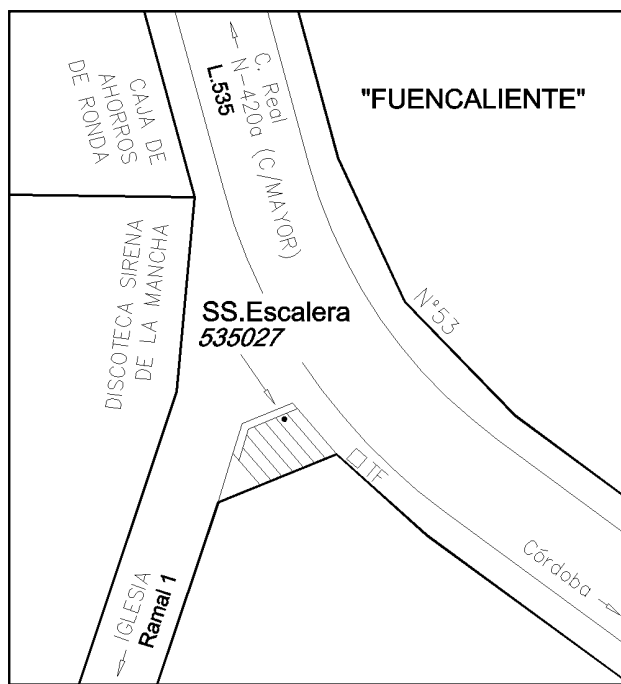 CAJA DE
AHORROS
DE RONDA
C. Real
N-420a (C/MAYOR)
L.535
"FUENCALIENTE"
DISCOTECA SIRENA
DE LA MANCHA
SS.Escalera
535027
Nº53
TF
Córdoba
IGLESIA
Ramal 1